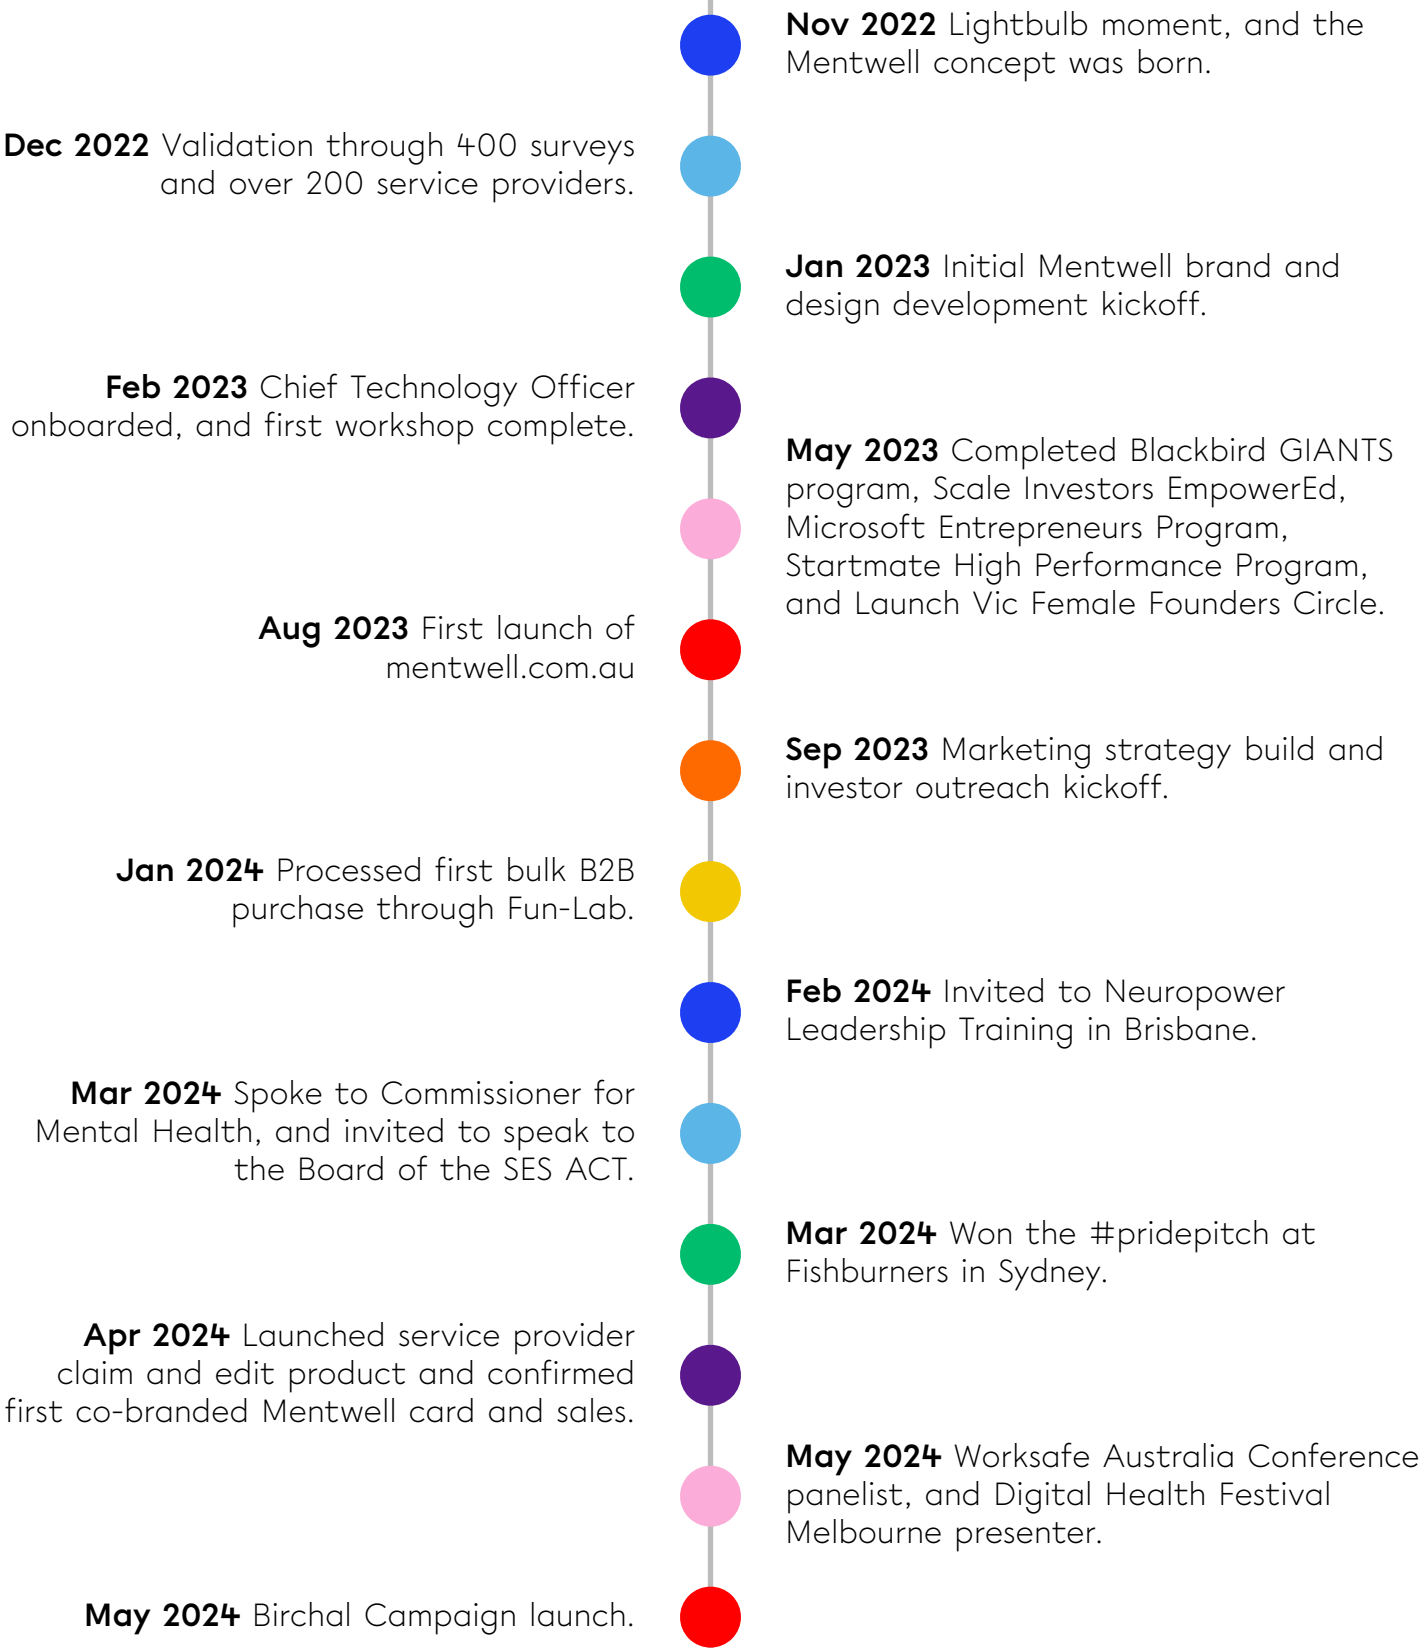 Nov 2022 Lightbulb moment, and the
Mentwell concept was born.
Dec 2022 Validation through 400 surveys
and over 200 service providers.
Jan 2023 Initial Mentwell brand and
design development kickoff.
Feb 2023 Chief Technology Officer
onboarded, and first workshop complete.
May 2023 Completed Blackbird GIANTS
program, Scale Investors EmpowerEd,
Microsoft Entrepreneurs Program,
Startmate High Performance Program,
and Launch Vic Female Founders Circle.
Aug 2023 First launch of
mentwell.com.au
Sep 2023 Marketing strategy build and
investor outreach kickoff.
Jan 2024 Processed first bulk B2B
purchase through Fun-Lab.
Feb 2024 Invited to Neuropower
Leadership Training in Brisbane.
Mar 2024 Spoke to Commissioner for
Mental Health, and invited to speak to
the Board of the SES ACT.
Mar 2024 Won the #pridepitch at
Fishburners in Sydney.
Apr 2024 Launched service provider
claim and edit product and confirmed
first co-branded Mentwell card and sales.
May 2024 Worksafe Australia Conference
panelist, and Digital Health Festival
Melbourne presenter.
May 2024 Birchal Campaign launch.